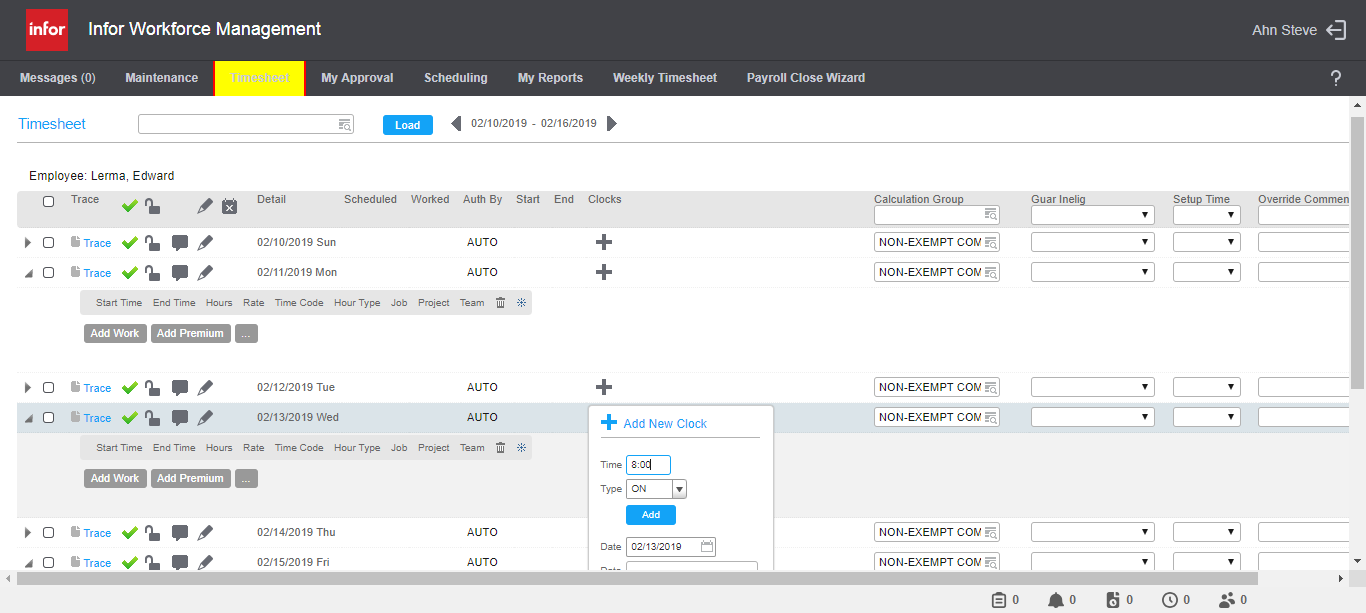 infor Infor Workforce Management Ahn Steve
Messages (0) Maintenance Timesheet My Approval Scheduling My Reports Weekly Timesheet Payroll Close Wizard ?
Timesheet Load 02/10/2019 - 02/16/2019
Employee: Lerma, Edward
Trace Detail Scheduled Worked Auth By Start End Clocks Calculation Group Guar Inelig Setup Time Override Commen
Trace 02/10/2019 Sun AUTO NON-EXEMPT COM
Trace 02/11/2019 Mon AUTO NON-EXEMPT COM
Start Time End Time Hours Rate Time Code Hour Type Job Project Team
Add Work Add Premium ...
Trace 02/12/2019 Tue AUTO NON-EXEMPT COM
Trace 02/13/2019 Wed AUTO NON-EXEMPT COM
Add New Clock
Start Time End Time Hours Rate Time Code Hour Type Job Project Team
Time 8:00
Add Work Add Premium ...
Type ON
Add
Trace 02/14/2019 Thu AUTO NON-EXEMPT COM
Date 02/13/2019
Trace 02/15/2019 Fri AUTO NON-EXEMPT COM
0 0 0 0 0